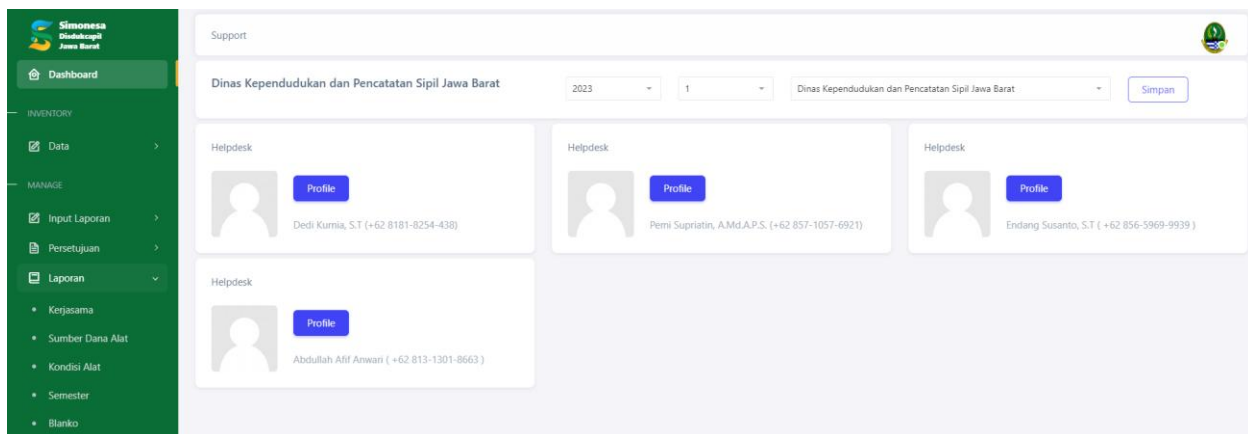 Simonesa
Disdukcapil
Jawa Barat
Dashboard
INVENTORY
Data
MANAGE
Input Laporan
Persetujuan
Laporan
Kerjasama
Sumber Dana Alat
Kondisi Alat
Semester
Blanko
Support
Dinas Kependudukan dan Pencatatan Sipil Jawa Barat
2023
1
Dinas Kependudukan dan Pencatatan Sipil Jawa Barat
Simpan
Helpdesk
Profile
Dedi Kurnia, S.T (+62 8181-8254-438)
Helpdesk
Profile
Pemi Supriatin, A.Md.A.P.S. (+62 857-1057-6921)
Helpdesk
Profile
Endang Susanto, S.T ( +62 856-5969-9939 )
Helpdesk
Profile
Abdullah Afif Anwari ( +62 813-1301-8663 )